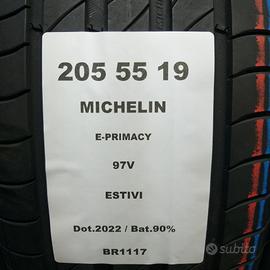 205 55 19
MICHELIN
E-PRIMACY
97V
ESTIVI
Dot.2022 / Bat.90%
BR1117
subito